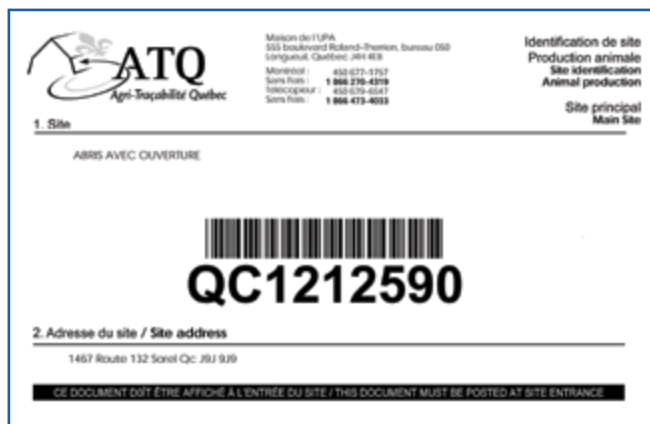 ATQ
Agri-Traçabilité Québec
Maison de l'UPA
555 boulevard Roland-Therrien, bureau 050
Longueuil, Québec J4H 4E8
Montréal : 450 677-1757
Sans frais : 1 866 270-4319
Télécopieur : 450 679-6547
Sans frais : 1 866 473-4033
Identification de site
Production animale
Site identification
Animal production
Site principal
Main Site
1. Site
ABRIS AVEC OUVERTURE
QC1212590
2. Adresse du site / Site address
1467 Route 132 Sorel Qc J9J 9J9
CE DOCUMENT DOIT ÊTRE AFFICHÉ À L'ENTRÉE DU SITE / THIS DOCUMENT MUST BE POSTED AT SITE ENTRANCE